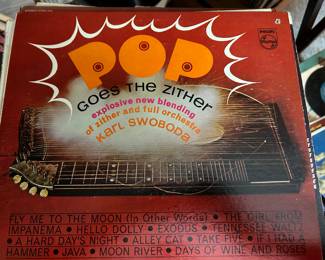 PHILIPS
POP
GOES THE ZITHER
explosive new blending
of zither and full orchestra
KARL SWOBODA
FLY ME TO THE MOON (In Other Words) • THE GIRL FROM
IMPANEMA • HELLO DOLLY • EXODUS • TENNESSEE WALTZ
• A HARD DAY'S NIGHT • ALLEY CAT • TAKE FIVE • IF I HAD A
HAMMER • JAVA • MOON RIVER • DAYS OF WINE AND ROSES